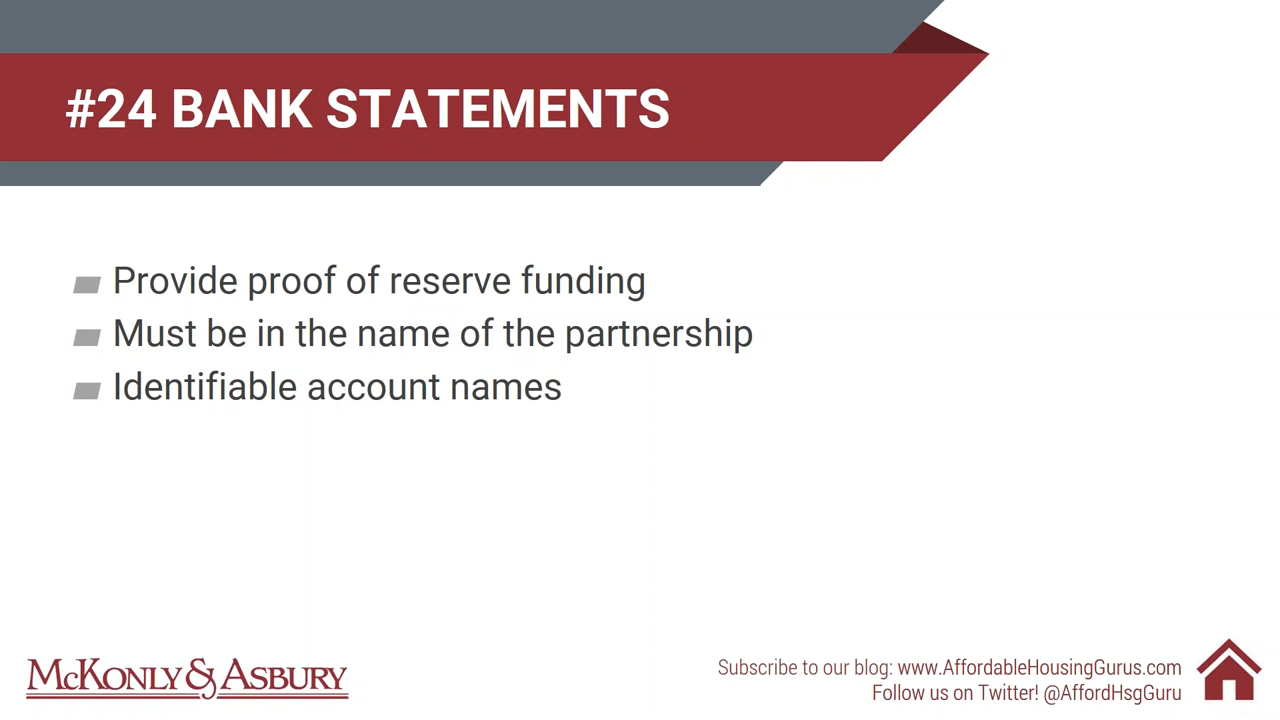 #24 BANK STATEMENTS
Provide proof of reserve funding
Must be in the name of the partnership
Identifiable account names
McKonly & Asbury
Subscribe to our blog: www.AffordableHousingGurus.com
Follow us on Twitter! @AffordHsgGuru